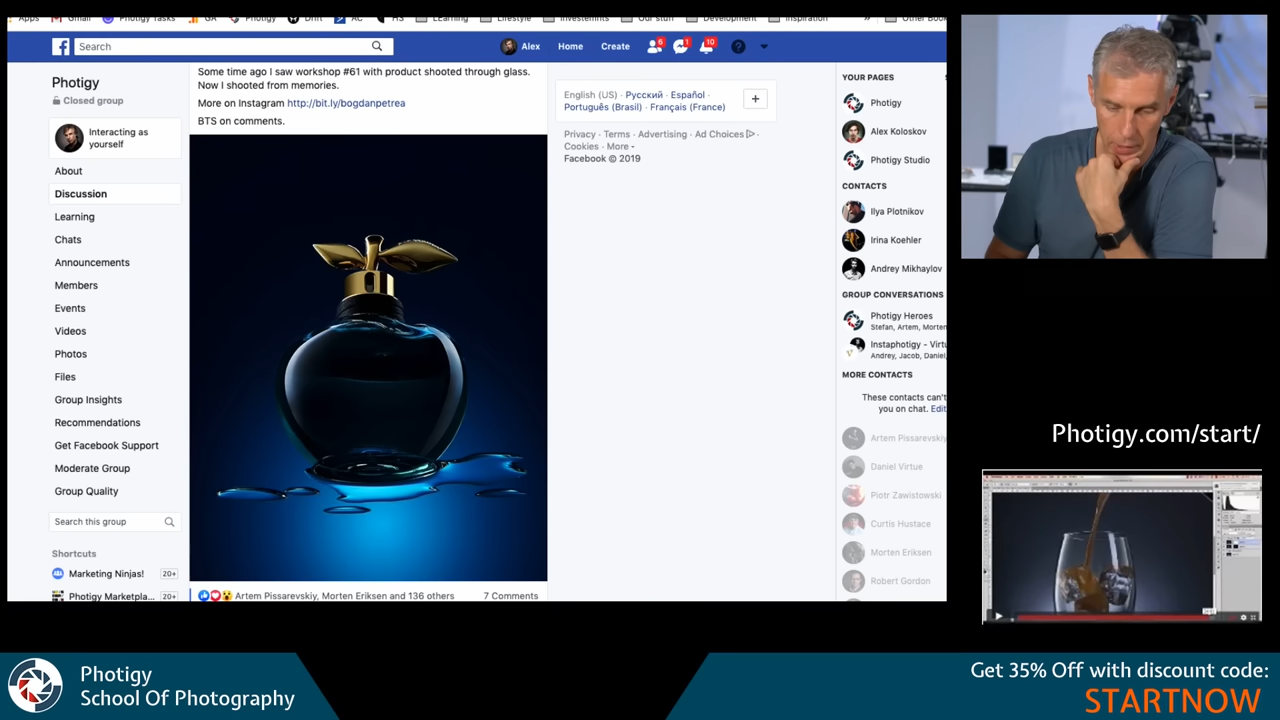 Apps
Gmail
Photigy Tasks
GA
Photigy
Drift
AC
HS
LEarning
Lifestyle
Investemnts
Our stuff
Development
Inspiration
»
Other Book
Search
Alex
Home
Create
6
1
10
Photigy
Closed group
Interacting as
yourself
About
Discussion
Learning
Chats
Announcements
Members
Events
Videos
Photos
Files
Group Insights
Recommendations
Get Facebook Support
Moderate Group
Group Quality
Search this group
Shortcuts
Marketing Ninjas! 20+
Photigy Marketpla... 20+
Some time ago I saw workshop #61 with product shooted through glass.
Now I shooted from memories.
More on Instagram http://bit.ly/bogdanpetrea
BTS on comments.
Artem Pissarevskiy, Morten Eriksen and 136 others 7 Comments
English (US) · Русский · Español ·
Português (Brasil) · Français (France)
Privacy · Terms · Advertising · Ad Choices ·
Cookies · More
Facebook © 2019
YOUR PAGES
Photigy
Alex Koloskov
Photigy Studio
CONTACTS
Ilya Plotnikov
Irina Koehler
Andrey Mikhaylov
GROUP CONVERSATIONS
Photigy Heroes
Stefan, Artem, Morten
Instaphotigy - Virtu
Andrey, Jacob, Daniel,
MORE CONTACTS
These contacts can't
you on chat. Edit
Artem Pissarevskiy
Daniel Virtue
Piotr Zawistowski
Curtis Hustace
Morten Eriksen
Robert Gordon
Photigy.com/start/
Photigy
School Of Photography
Get 35% Off with discount code:
STARTNOW